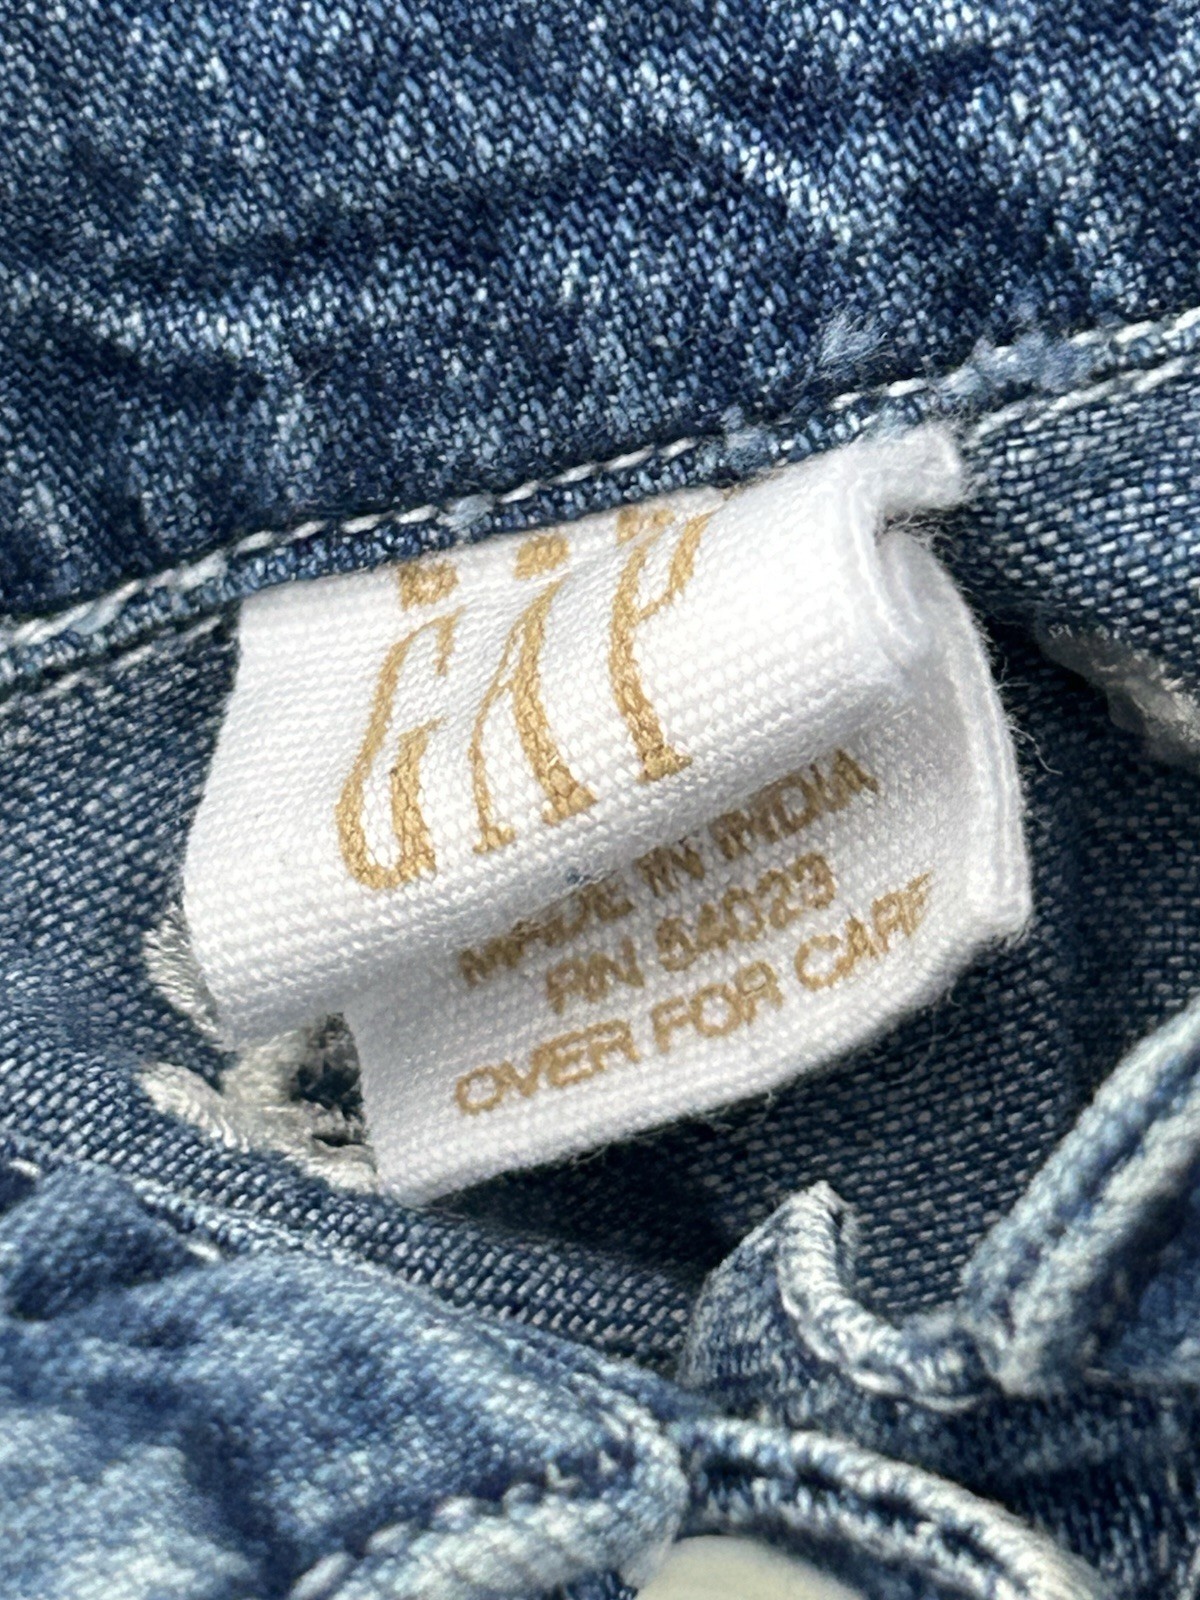 GAP
MADE IN INDIA
RN 54023
OVER FOR CARE